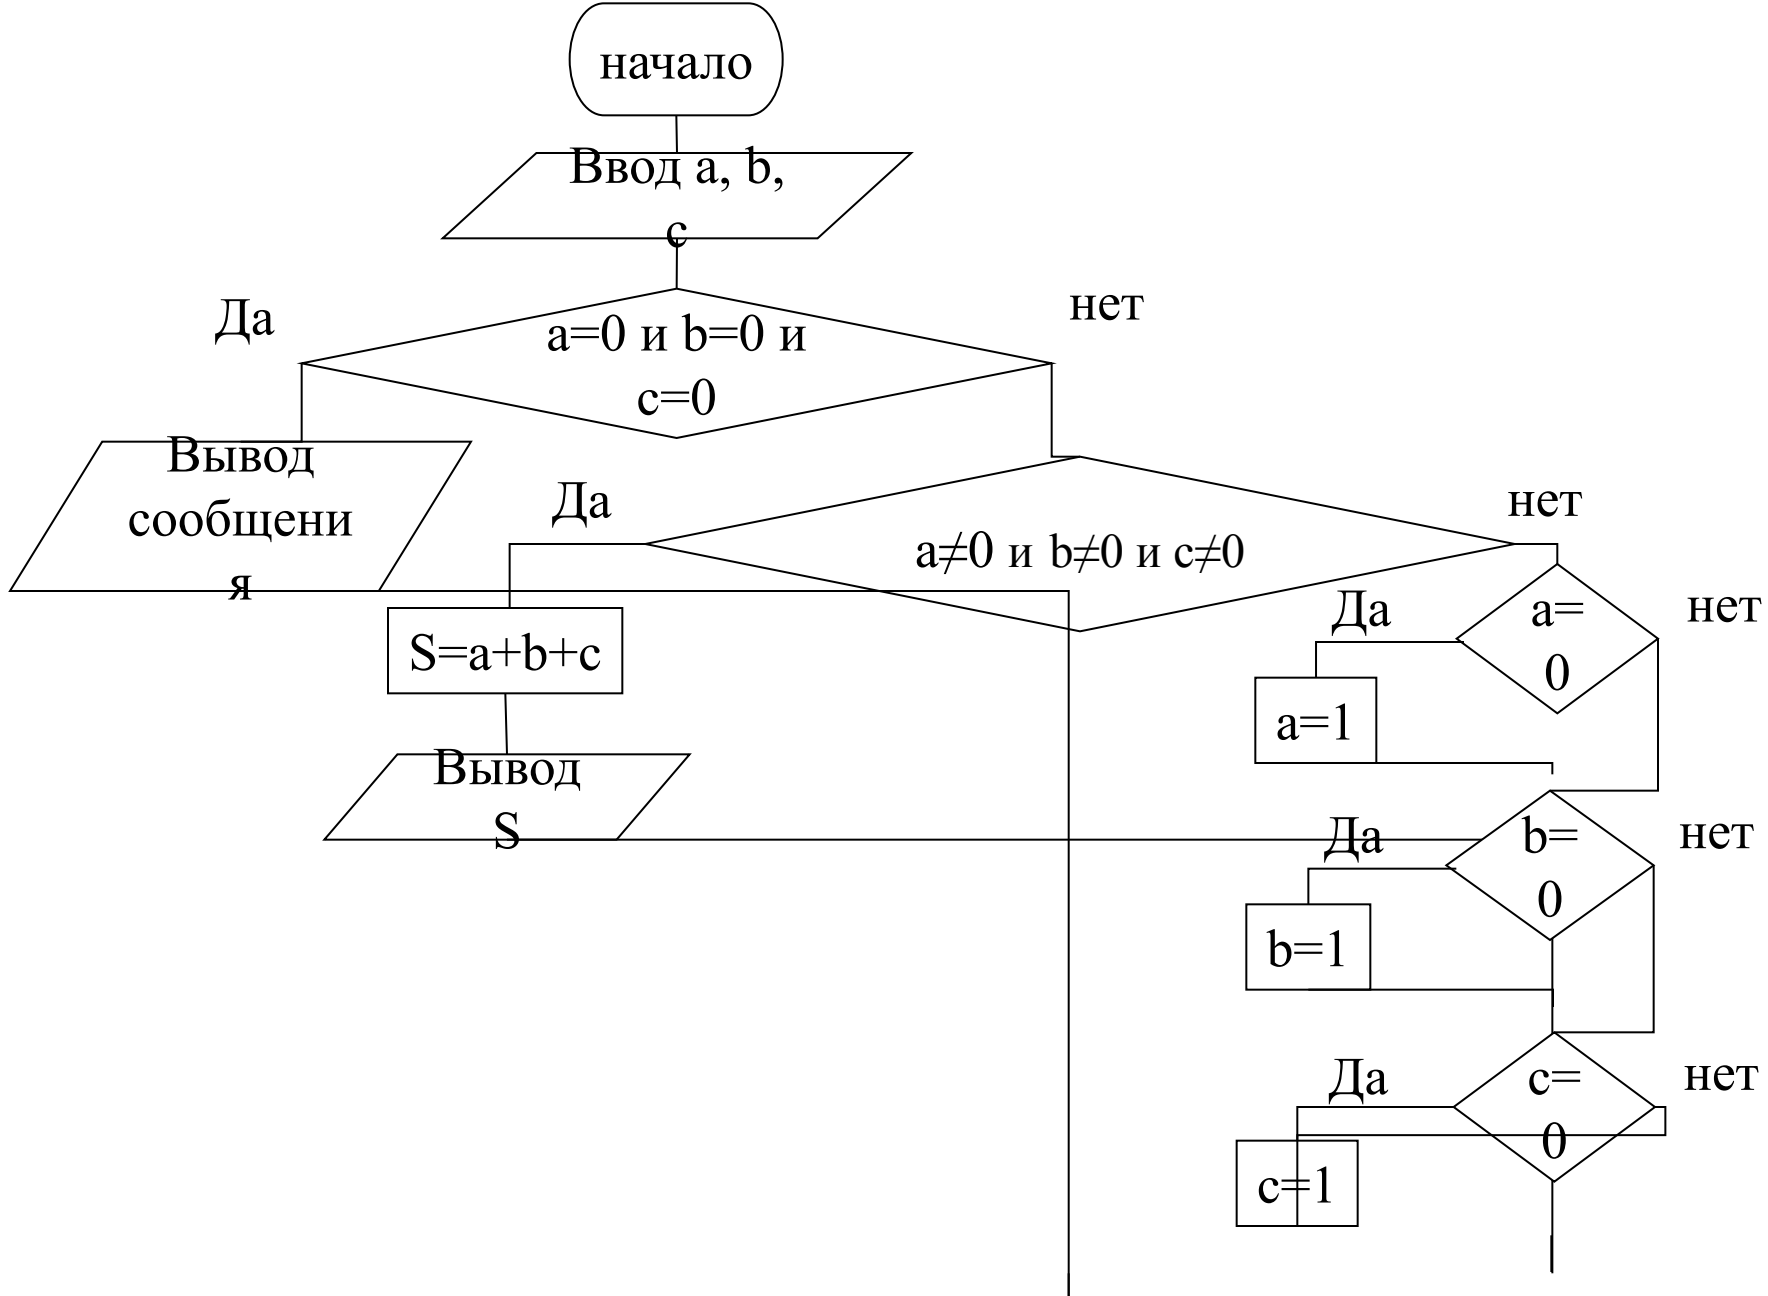 начало
Ввод a, b,
c
Да
нет
a=0 и b=0 и
c=0
Вывод
сообщени
я
Да
нет
a≠0 и b≠0 и c≠0
Да
a=
0
нет
S=a+b+c
a=1
Вывод
S
Да
b=
0
нет
b=1
Да
c=
0
нет
c=1